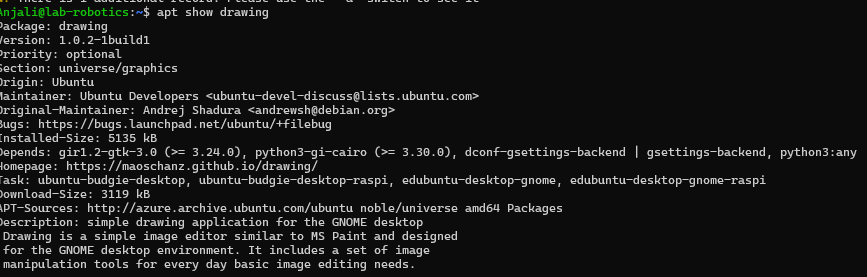 Anjali@lab-robotics:~$ apt show drawing
Package: drawing
Version: 1.0.2-1build1
Priority: optional
Section: universe/graphics
Origin: Ubuntu
Maintainer: Ubuntu Developers <ubuntu-devel-discuss@lists.ubuntu.com>
Original-Maintainer: Andrej Shadura <andrewsh@debian.org>
Bugs: https://bugs.launchpad.net/ubuntu/+filebug
Installed-Size: 5135 kB
Depends: gir1.2-gtk-3.0 (>= 3.24.0), python3-gi-cairo (>= 3.30.0), dconf-gsettings-backend | gsettings-backend, python3:any
Homepage: https://maoschanz.github.io/drawing/
Task: ubuntu-budgie-desktop, ubuntu-budgie-desktop-raspi, edubuntu-desktop-gnome, edubuntu-desktop-gnome-raspi
Download-Size: 3119 kB
APT-Sources: http://azure.archive.ubuntu.com/ubuntu noble/universe amd64 Packages
Description: simple drawing application for the GNOME desktop
 Drawing is a simple image editor similar to MS Paint and designed
 for the GNOME desktop environment. It includes a set of image
 manipulation tools for every day basic image editing needs.